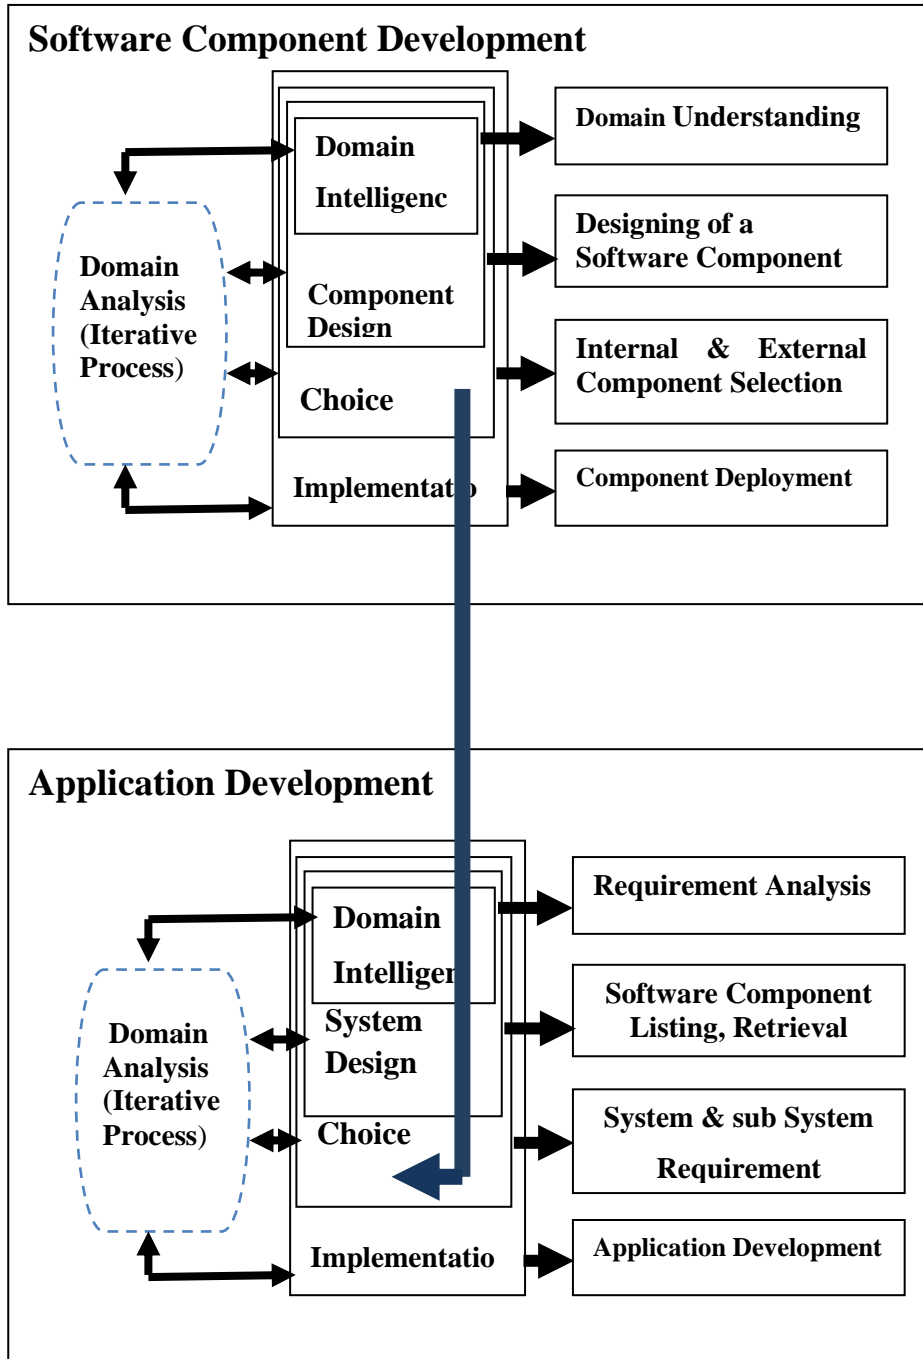 Software Component Development
Domain
Intelligenc
Component
Design
Choice
Implementatio
Domain
Analysis
(Iterative
Process)
Domain Understanding
Designing of a
Software Component
Internal & External
Component Selection
Component Deployment
Application Development
Domain
Intelligen
System
Design
Choice
Implementatio
Domain
Analysis
(Iterative
Process)
Requirement Analysis
Software Component
Listing, Retrieval
System & sub System
Requirement
Application Development